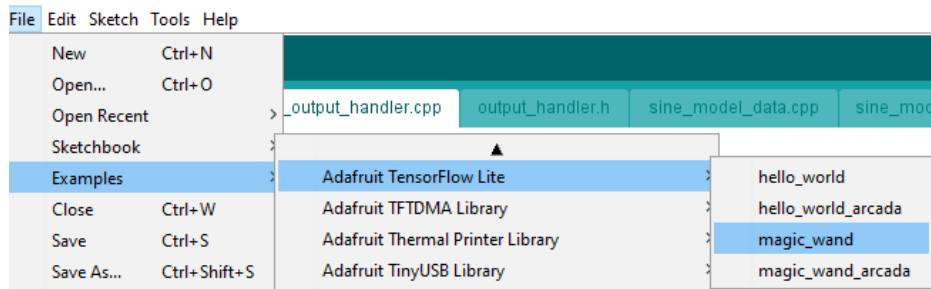 File Edit Sketch Tools Help
New Ctrl+N
Open... Ctrl+O
Open Recent
Sketchbook
Examples
Close Ctrl+W
Save Ctrl+S
Save As... Ctrl+Shift+S
_output_handler.cpp output_handler.h sine_model_data.cpp sine_mod
Adafruit TensorFlow Lite
Adafruit TFTDMA Library
Adafruit Thermal Printer Library
Adafruit TinyUSB Library
hello_world
hello_world_arcada
magic_wand
magic_wand_arcada